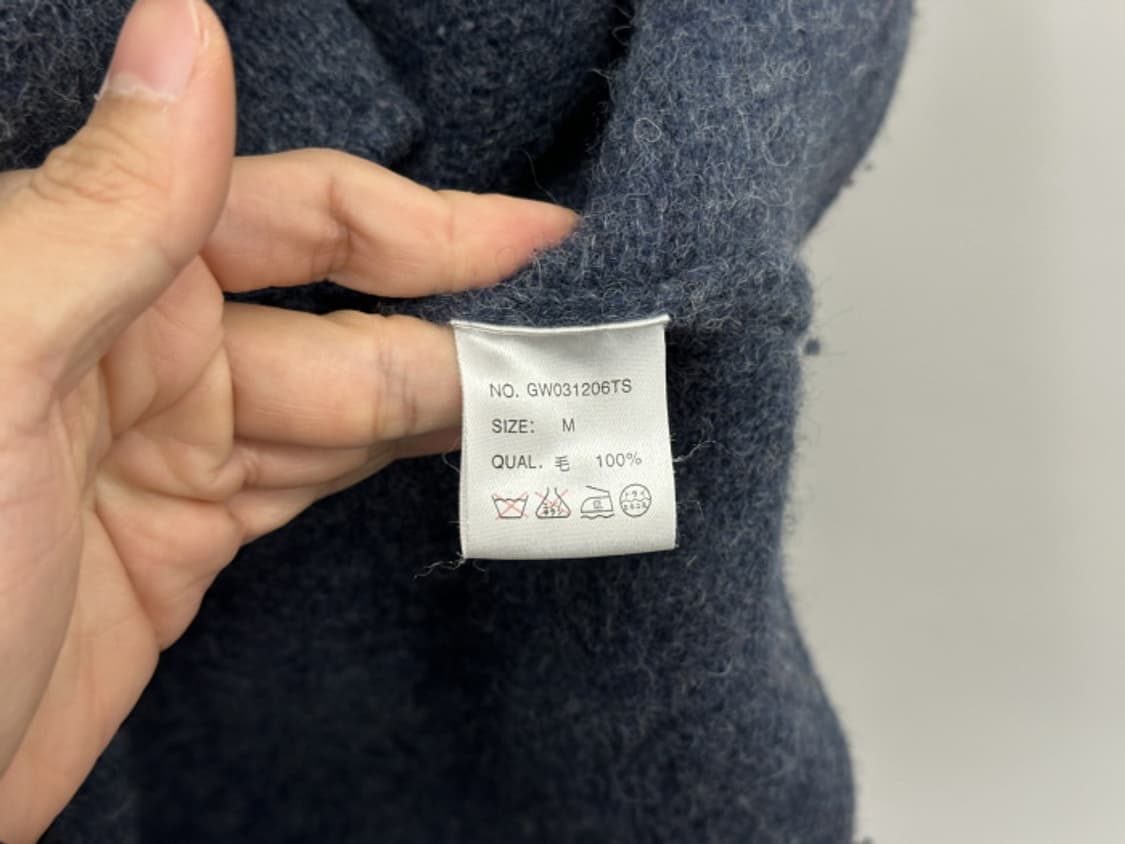 NO. GW031206TS
SIZE: M
QUAL. 毛 100%